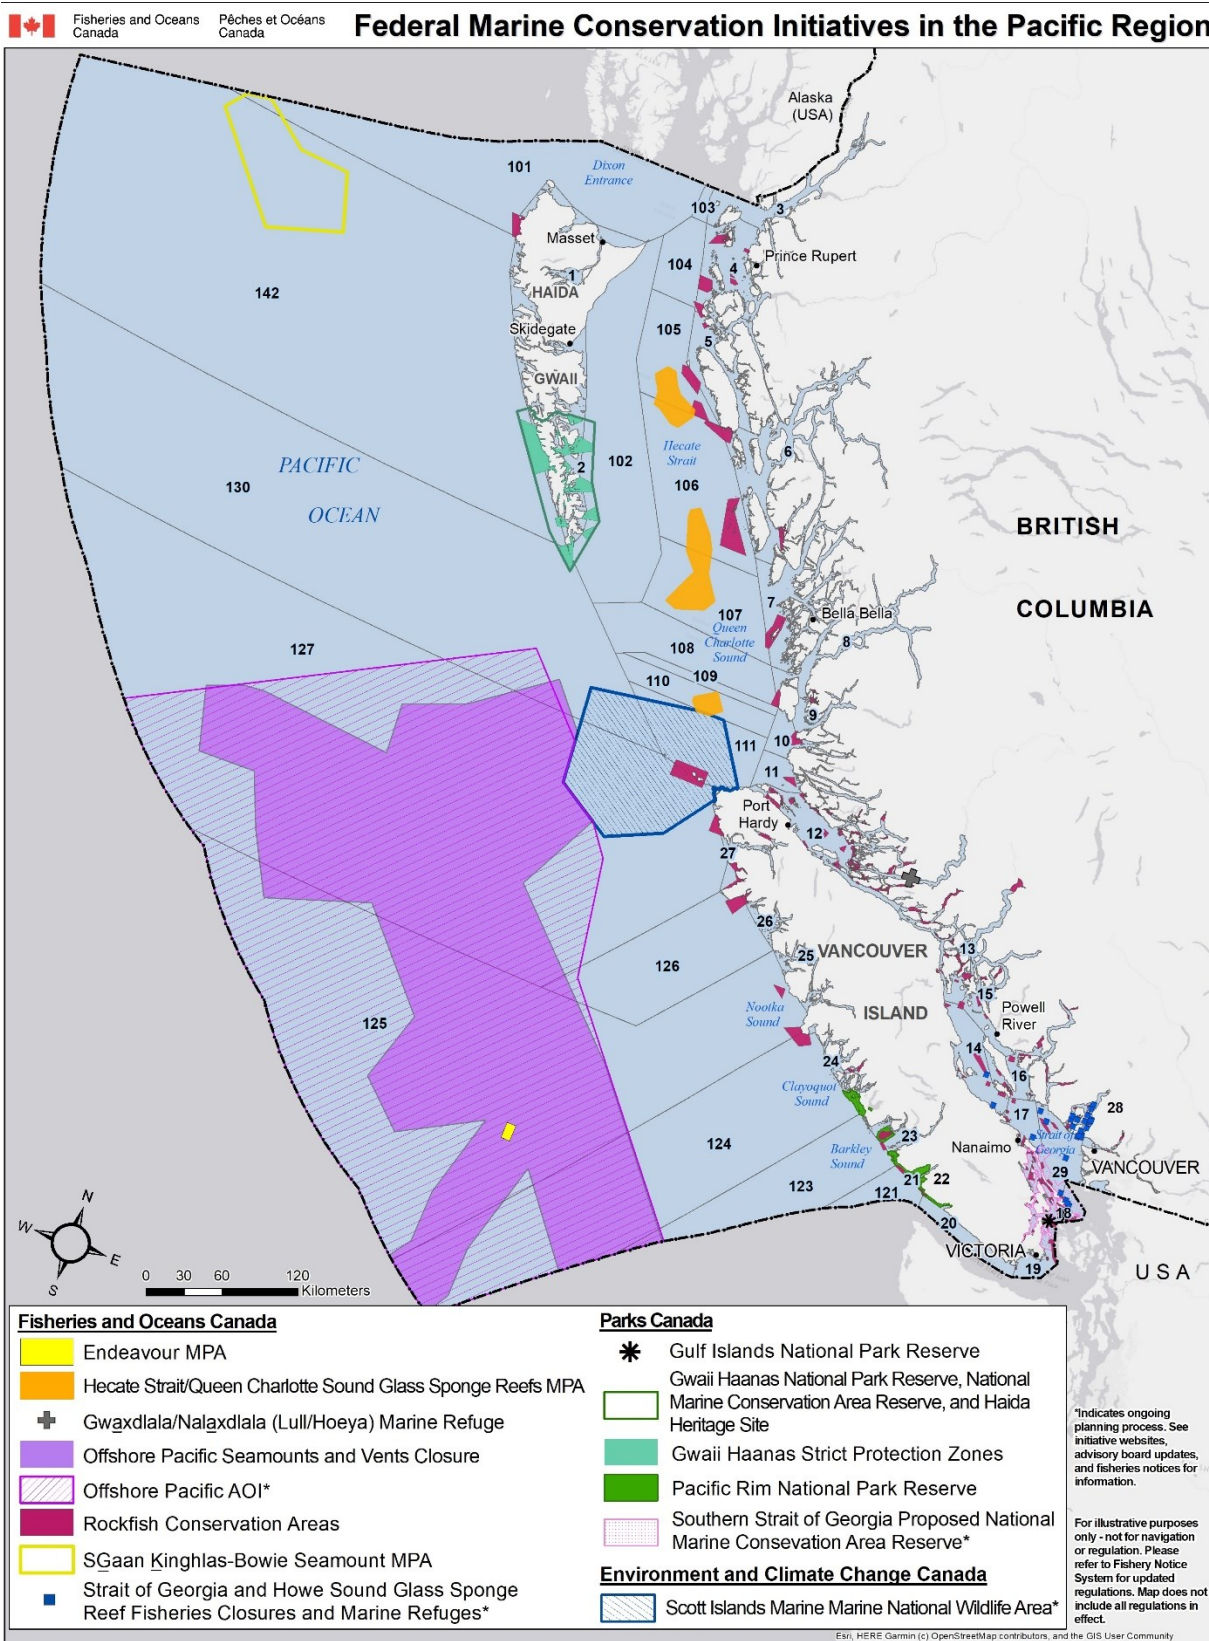 Fisheries and Oceans
Canada
Pêches et Océans
Canada
Federal Marine Conservation Initiatives in the Pacific Region
Alaska
(USA)
101
Dixon
Entrance
103
3
Masset
104
4
Prince Rupert
1
HAIDA
142
105
Skidegate
5
GWAII
PACIFIC
OCEAN
130
2
102
Hecate
Strait
6
106
BRITISH
COLUMBIA
7
107
Bella Bella
Queen
Charlotte
Sound
8
127
108
109
110
9
111
10
11
Port
Hardy
12
27
26
VANCOUVER
ISLAND
13
25
126
15
Nootka
Sound
Powell
River
125
14
24
16
Clayoquot
Sound
17
28
124
23
Nanaimo
Strait of
Georgia
Barkley
Sound
VANCOUVER
29
22
21
123
121
18
20
VICTORIA
19
USA
N
W
E
S
0 30 60 120
Kilometers
Fisheries and Oceans Canada
Endeavour MPA
Hecate Strait/Queen Charlotte Sound Glass Sponge Reefs MPA
Gwaxdlala/Nalaxdlala (Lull/Hoeya) Marine Refuge
Offshore Pacific Seamounts and Vents Closure
Offshore Pacific AOI*
Rockfish Conservation Areas
SGaan Kinghlas-Bowie Seamount MPA
Strait of Georgia and Howe Sound Glass Sponge
Reef Fisheries Closures and Marine Refuges*
Parks Canada
Gulf Islands National Park Reserve
Gwaii Haanas National Park Reserve, National
Marine Conservation Area Reserve, and Haida
Heritage Site
Gwaii Haanas Strict Protection Zones
Pacific Rim National Park Reserve
Southern Strait of Georgia Proposed National
Marine Consevation Area Reserve*
Environment and Climate Change Canada
Scott Islands Marine Marine National Wildlife Area*
*Indicates ongoing
planning process. See
initiative websites,
advisory board updates,
and fisheries notices for
information.
For illustrative purposes
only - not for navigation
or regulation. Please
refer to Fishery Notice
System for updated
regulations. Map does not
include all regulations in
effect.
Esri, HERE Garmin (c) OpenStreetMap contributors, and the GIS User Community